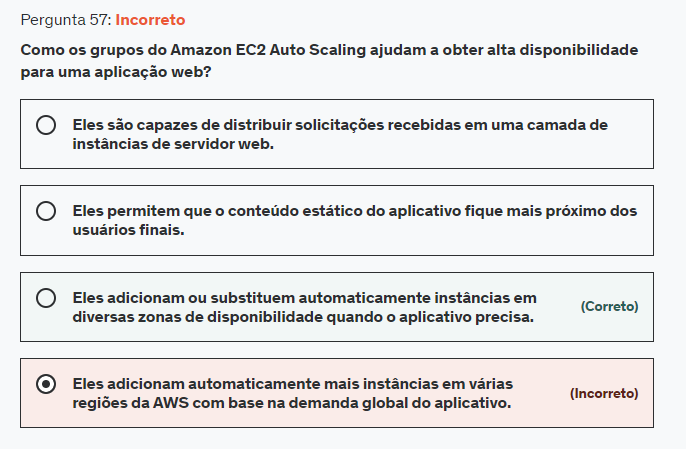 Pergunta 57: Incorreto
Como os grupos do Amazon EC2 Auto Scaling ajudam a obter alta disponibilidade
para uma aplicação web?
Eles são capazes de distribuir solicitações recebidas em uma camada de
instâncias de servidor web.
Eles permitem que o conteúdo estático do aplicativo fique mais próximo dos
usuários finais.
Eles adicionam ou substituem automaticamente instâncias em
diversas zonas de disponibilidade quando o aplicativo precisa.
(Correto)
Eles adicionam automaticamente mais instâncias em várias
regiões da AWS com base na demanda global do aplicativo.
(Incorreto)